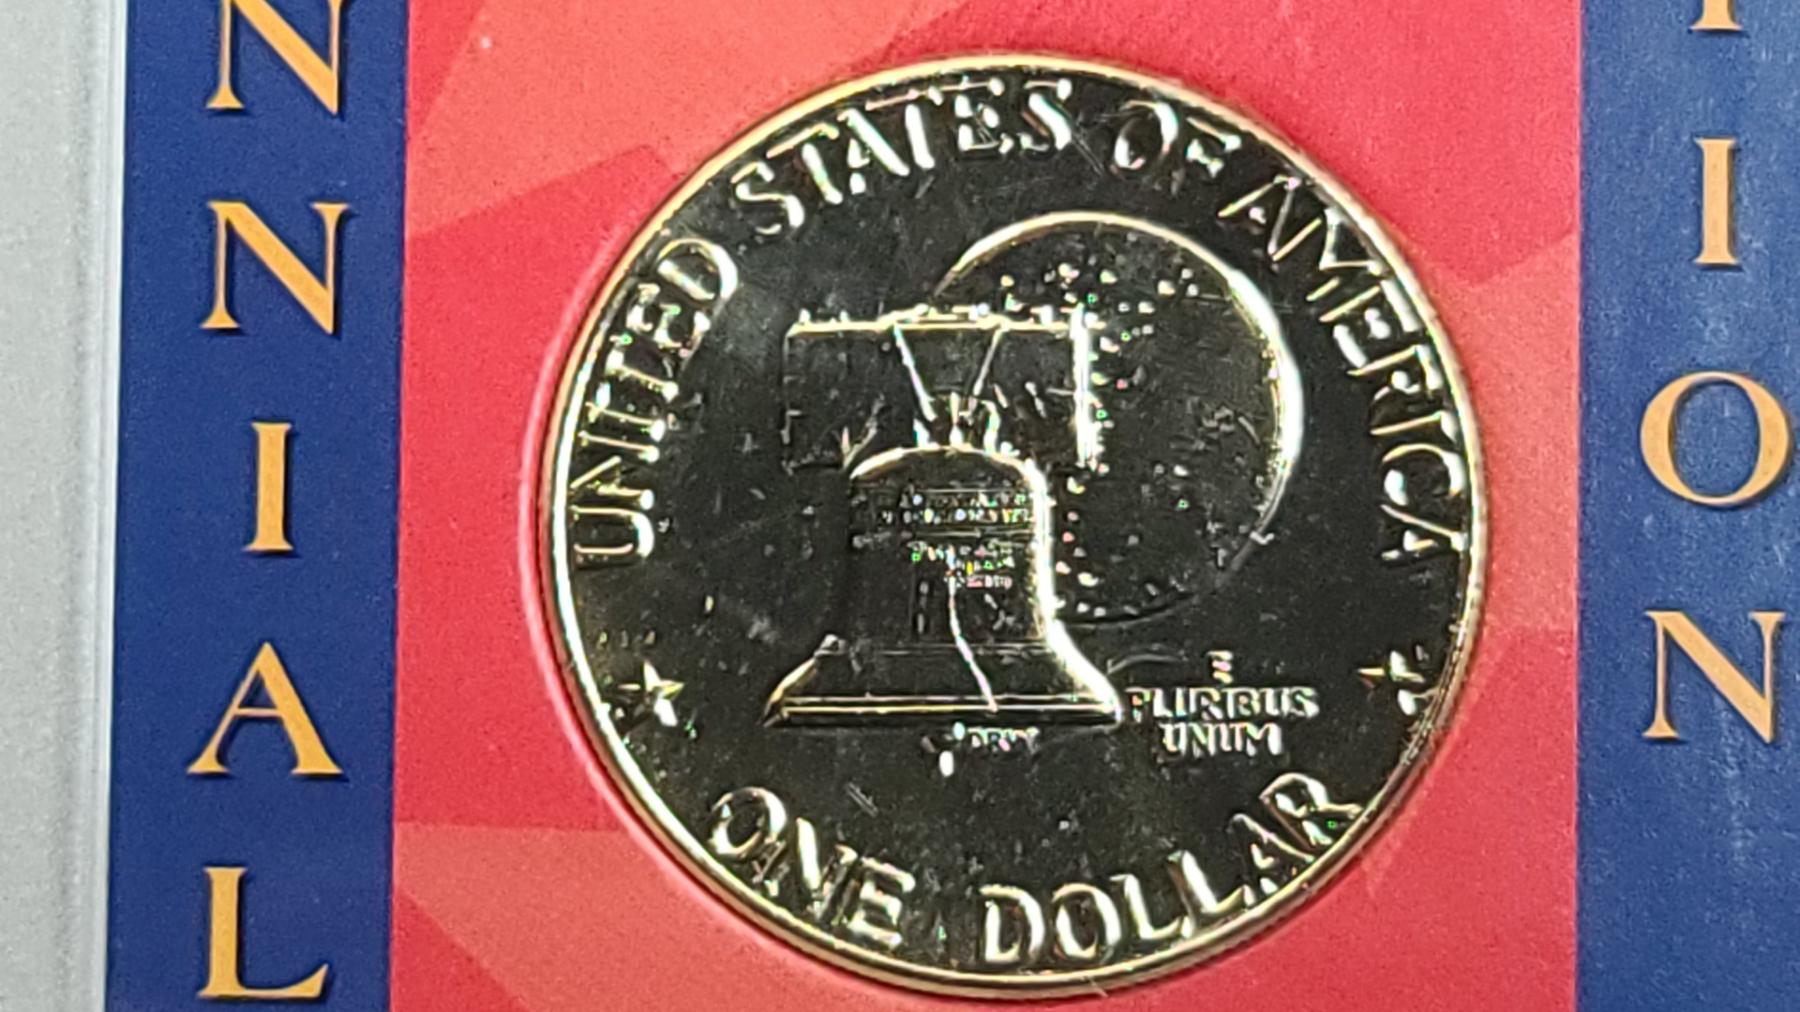 N
N
I
A
L
UNITED STATES OF AMERICA
E
PLURIBUS
UNUM
ONE DOLLAR
I
I
O
N